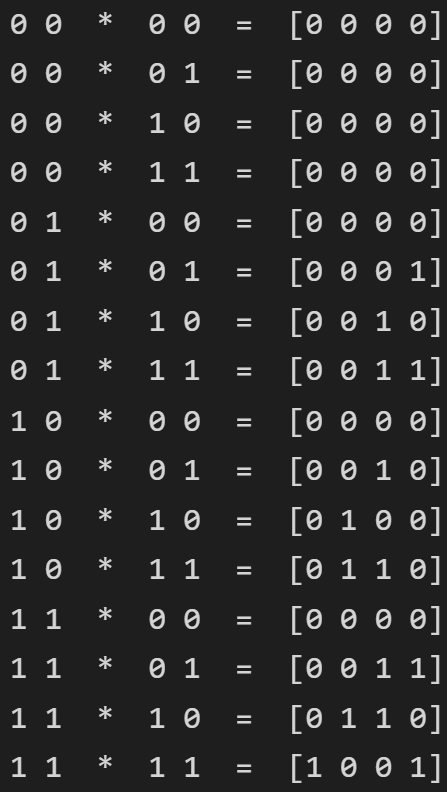 0 0  *  0 0  =  [0 0 0 0]
0 0  *  0 1  =  [0 0 0 0]
0 0  *  1 0  =  [0 0 0 0]
0 0  *  1 1  =  [0 0 0 0]
0 1  *  0 0  =  [0 0 0 0]
0 1  *  0 1  =  [0 0 0 1]
0 1  *  1 0  =  [0 0 1 0]
0 1  *  1 1  =  [0 0 1 1]
1 0  *  0 0  =  [0 0 0 0]
1 0  *  0 1  =  [0 0 1 0]
1 0  *  1 0  =  [0 1 0 0]
1 0  *  1 1  =  [0 1 1 0]
1 1  *  0 0  =  [0 0 0 0]
1 1  *  0 1  =  [0 0 1 1]
1 1  *  1 0  =  [0 1 1 0]
1 1  *  1 1  =  [1 0 0 1]